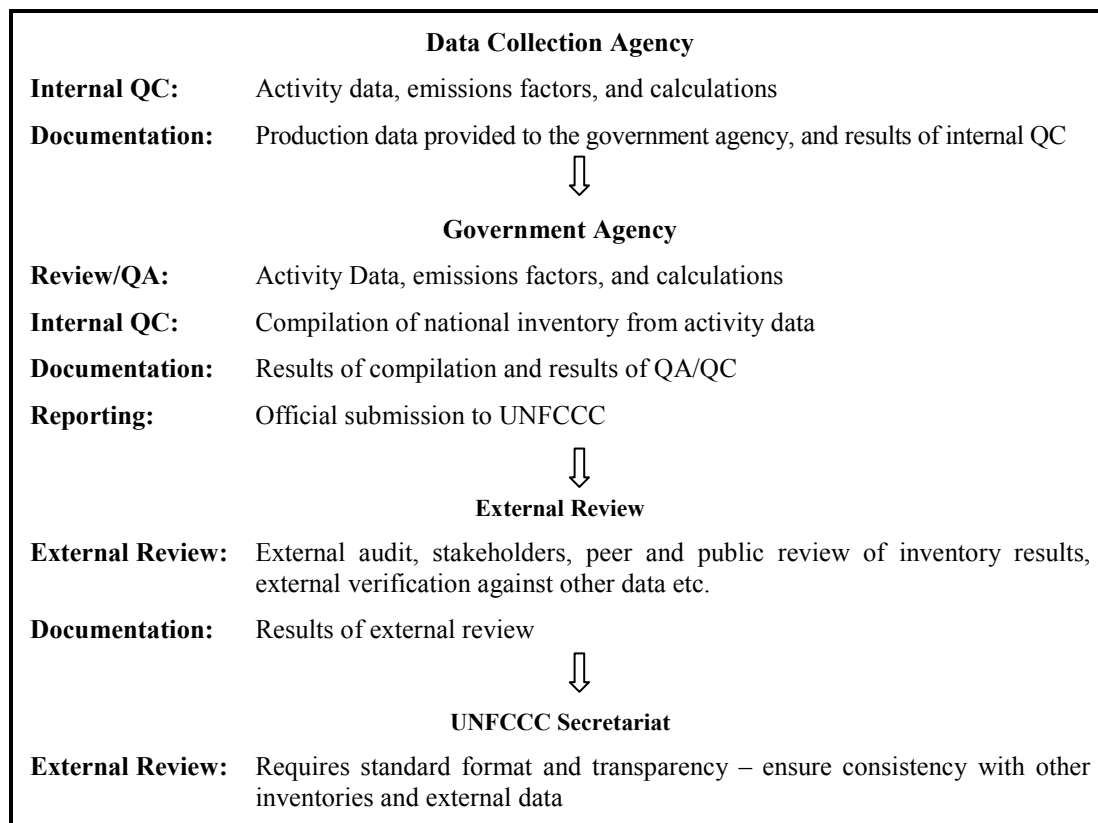 Data Collection Agency
Internal QC: Activity data, emissions factors, and calculations
Documentation: Production data provided to the government agency, and results of internal QC
Government Agency
Review/QA: Activity Data, emissions factors, and calculations
Internal QC: Compilation of national inventory from activity data
Documentation: Results of compilation and results of QA/QC
Reporting: Official submission to UNFCCC
External Review
External Review: External audit, stakeholders, peer and public review of inventory results,
external verification against other data etc.
Documentation: Results of external review
UNFCCC Secretariat
External Review: Requires standard format and transparency – ensure consistency with other
inventories and external data